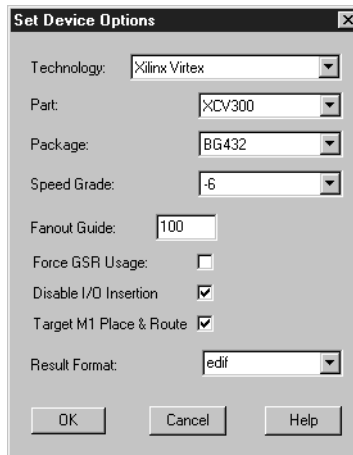 Set Device Options
Technology: Xilinx Virtex
Part: XCV300
Package: BG432
Speed Grade: -6
Fanout Guide: 100
Force GSR Usage:
Disable I/O Insertion
Target M1 Place & Route
Result Format: edif
OK Cancel Help